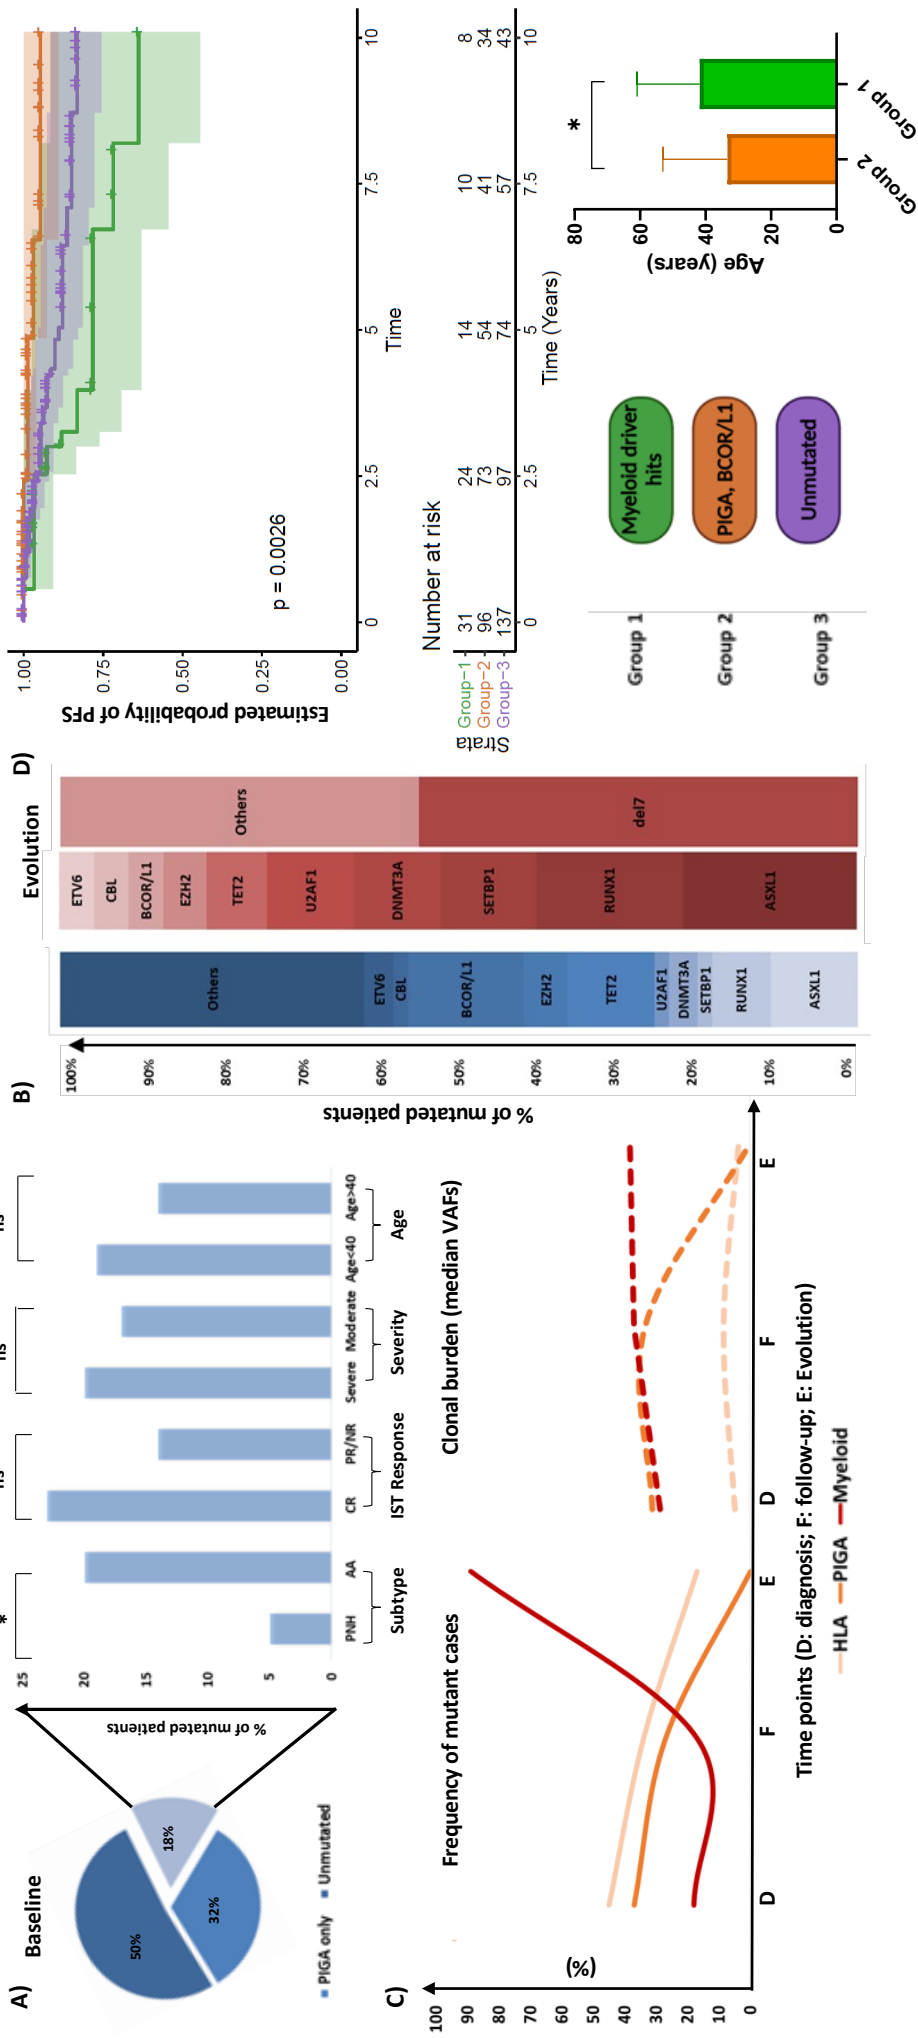 A)
Baseline
50%
32%
18%
PIGA only
Unmutated
% of mutated patients
25
20
15
10
5
0
*
ns
ns
ns
PNH
AA
CR
PR/NR
Severe
Moderate
Age<40
Age>40
Subtype
IST Response
Severity
Age
B)
Evolution
% of mutated patients
100%
90%
80%
70%
60%
50%
40%
30%
20%
10%
0%
Others
ETV6
CBL
BCOR/L1
EZH2
TET2
U2AF1
DNMT3A
SETBP1
RUNX1
ASXL1
ETV6
CBL
BCOR/L1
EZH2
TET2
U2AF1
DNMT3A
SETBP1
RUNX1
ASXL1
Others
del7
C)
Frequency of mutant cases
Clonal burden (median VAFs)
(%)
100
90
80
70
60
50
40
30
20
10
0
D
F
E
D
F
E
Time points (D: diagnosis; F: follow-up; E: Evolution)
HLA
PIGA
Myeloid
D)
Estimated probability of PFS
1.00
0.75
0.50
0.25
0.00
p = 0.0026
0
2.5
5
7.5
10
Time
Number at risk
Strata
Group-1
31
24
14
10
8
Group-2
96
73
54
41
34
Group-3
137
97
74
57
43
0
2.5
5
7.5
10
Time (Years)
Group 1
Myeloid driver
hits
Group 2
PIGA, BCOR/L1
Group 3
Unmutated
Age (years)
80
60
40
20
0
*
Group 2
Group 1